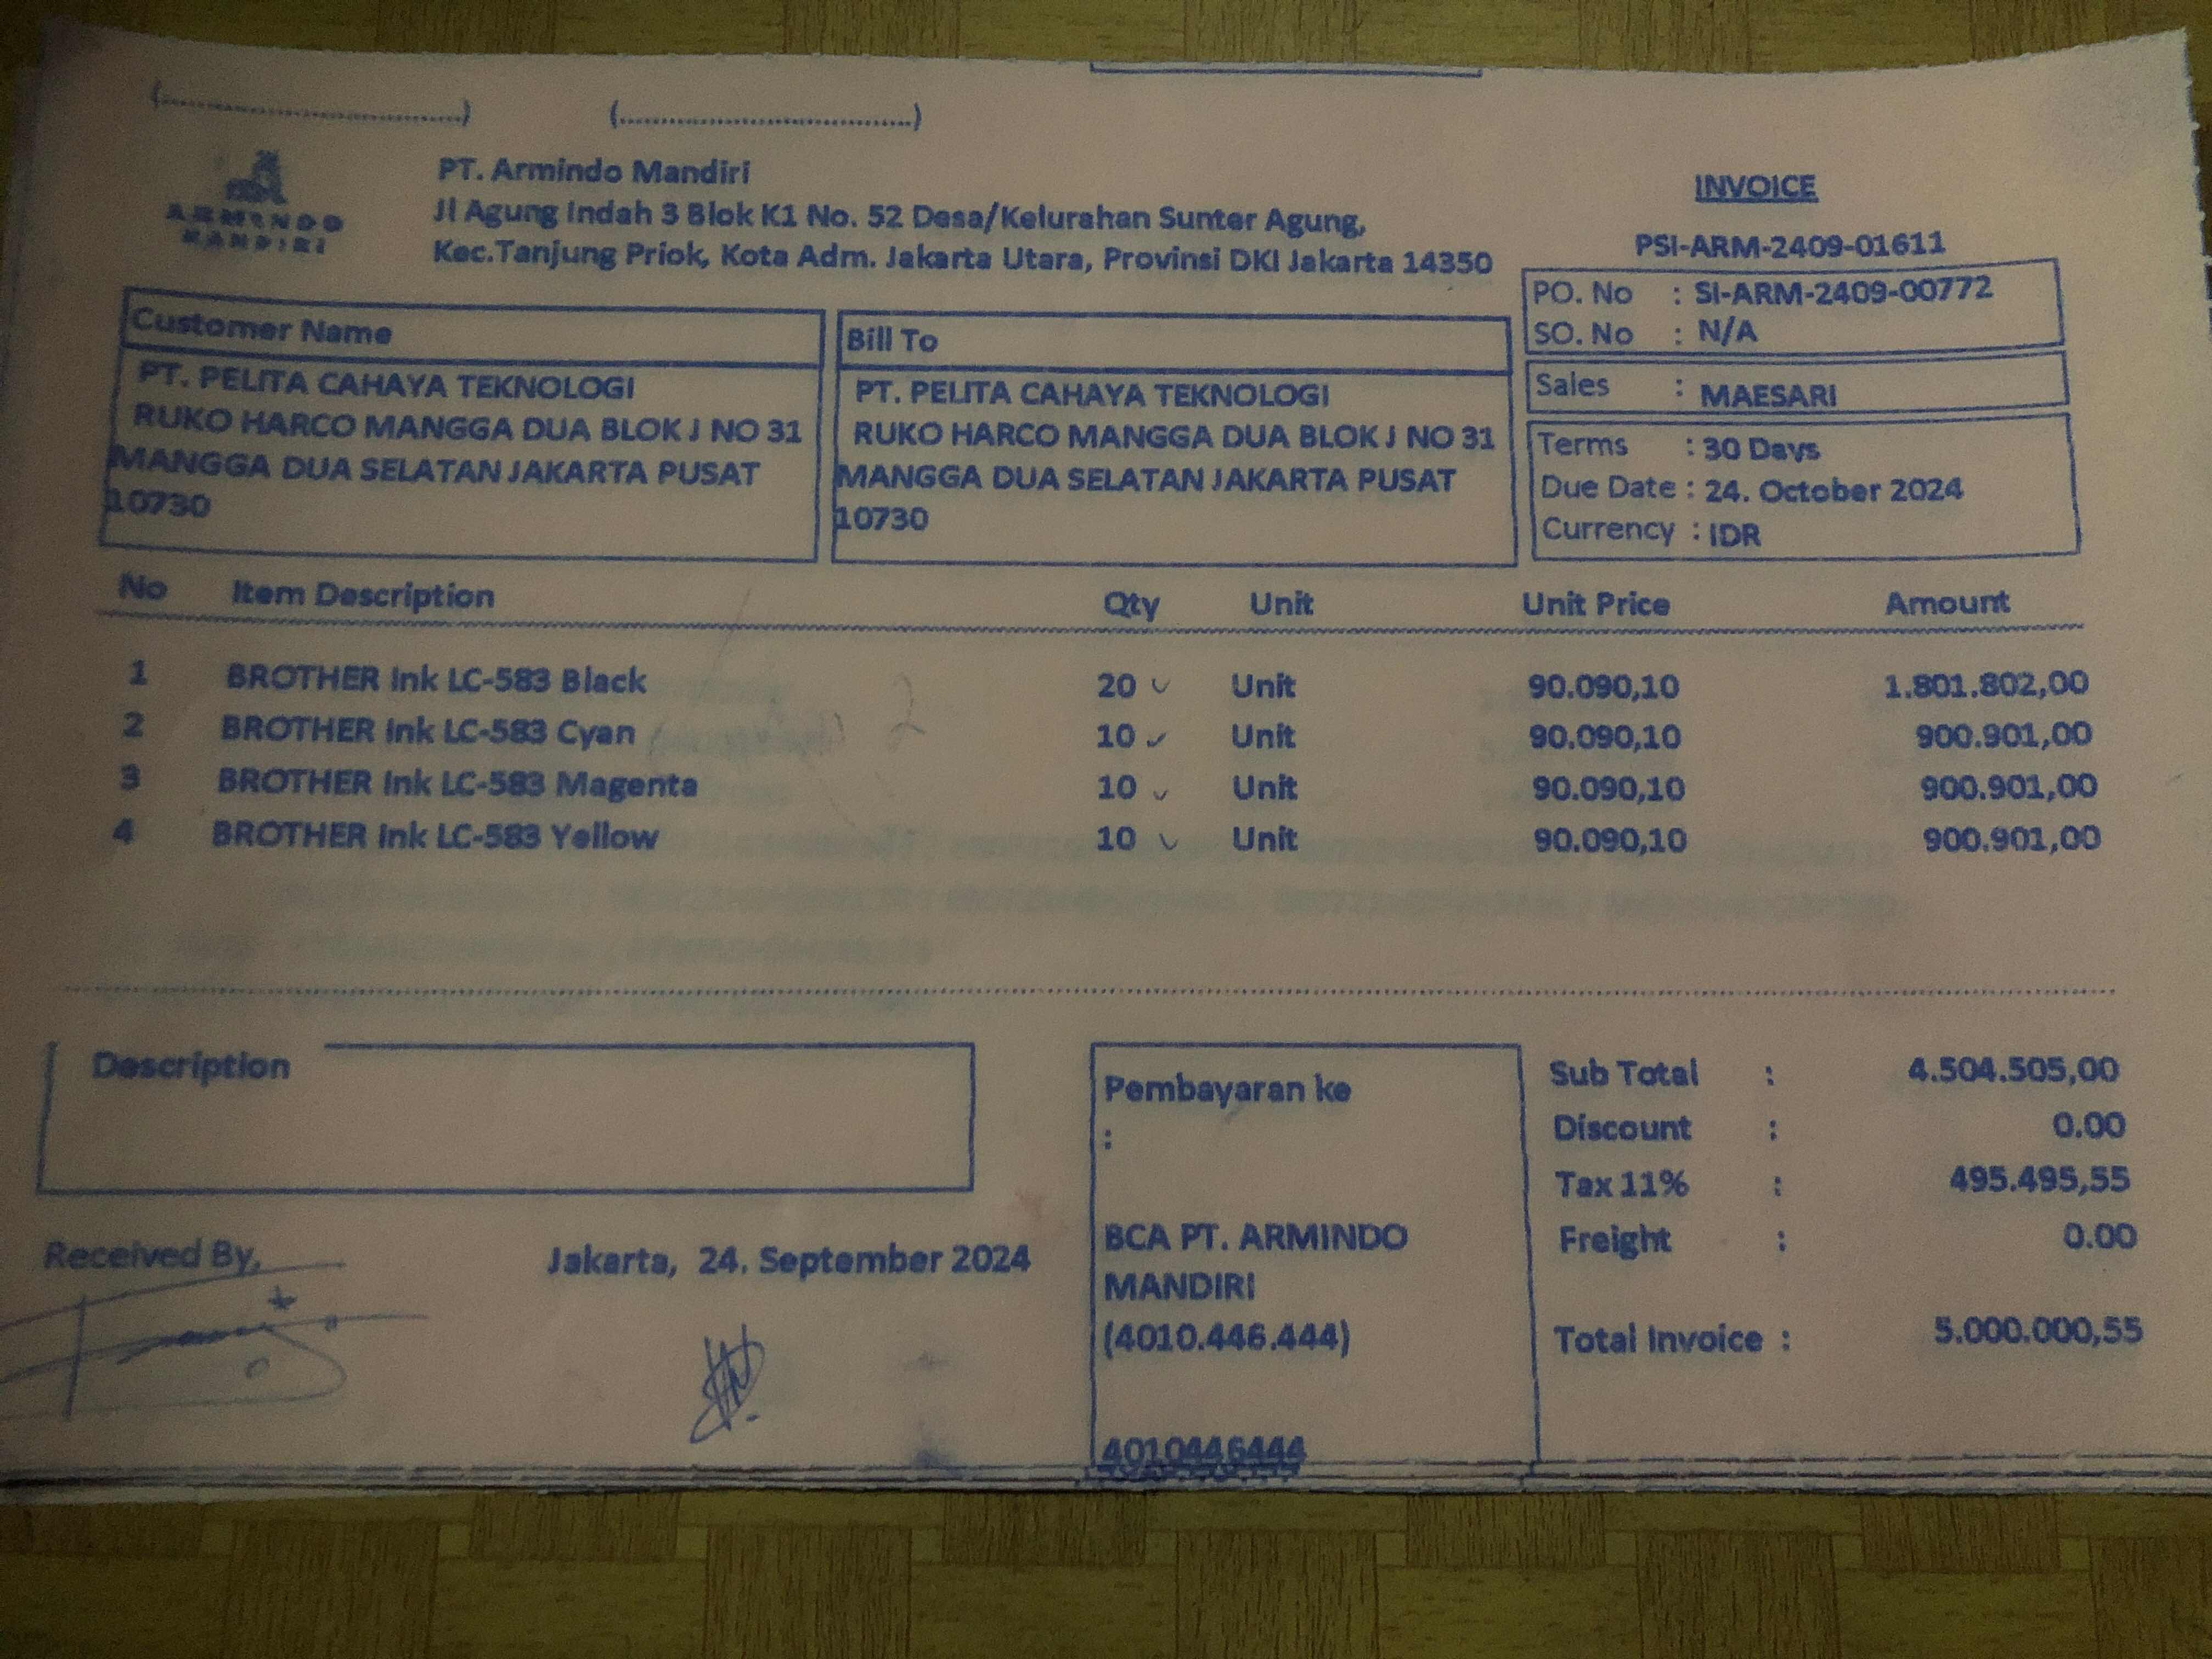 (........................................) (........................................)
ARMINDO
MANDIRI
PT. Armindo Mandiri
Jl Agung Indah 3 Blok K1 No. 52 Desa/Kelurahan Sunter Agung,
Kec.Tanjung Priok, Kota Adm. Jakarta Utara, Provinsi DKI Jakarta 14350
INVOICE
PSI-ARM-2409-01611
PO. No : SI-ARM-2409-00772
SO. No : N/A
Sales : MAESARI
Terms : 30 Days
Due Date : 24. October 2024
Currency : IDR
Customer Name
PT. PELITA CAHAYA TEKNOLOGI
RUKO HARCO MANGGA DUA BLOK J NO 31
MANGGA DUA SELATAN JAKARTA PUSAT
10730
Bill To
PT. PELITA CAHAYA TEKNOLOGI
RUKO HARCO MANGGA DUA BLOK J NO 31
MANGGA DUA SELATAN JAKARTA PUSAT
10730
No Item Description Qty Unit Unit Price Amount
1 BROTHER Ink LC-583 Black 20 Unit 90.090,10 1.801.802,00
2 BROTHER Ink LC-583 Cyan 10 Unit 90.090,10 900.901,00
3 BROTHER Ink LC-583 Magenta 10 Unit 90.090,10 900.901,00
4 BROTHER Ink LC-583 Yellow 10 Unit 90.090,10 900.901,00
Description
Received By,
Jakarta, 24. September 2024
Pembayaran ke
:
BCA PT. ARMINDO
MANDIRI
(4010.446.444)
4010446444
Sub Total : 4.504.505,00
Discount : 0.00
Tax 11% : 495.495,55
Freight : 0.00
Total Invoice : 5.000.000,55